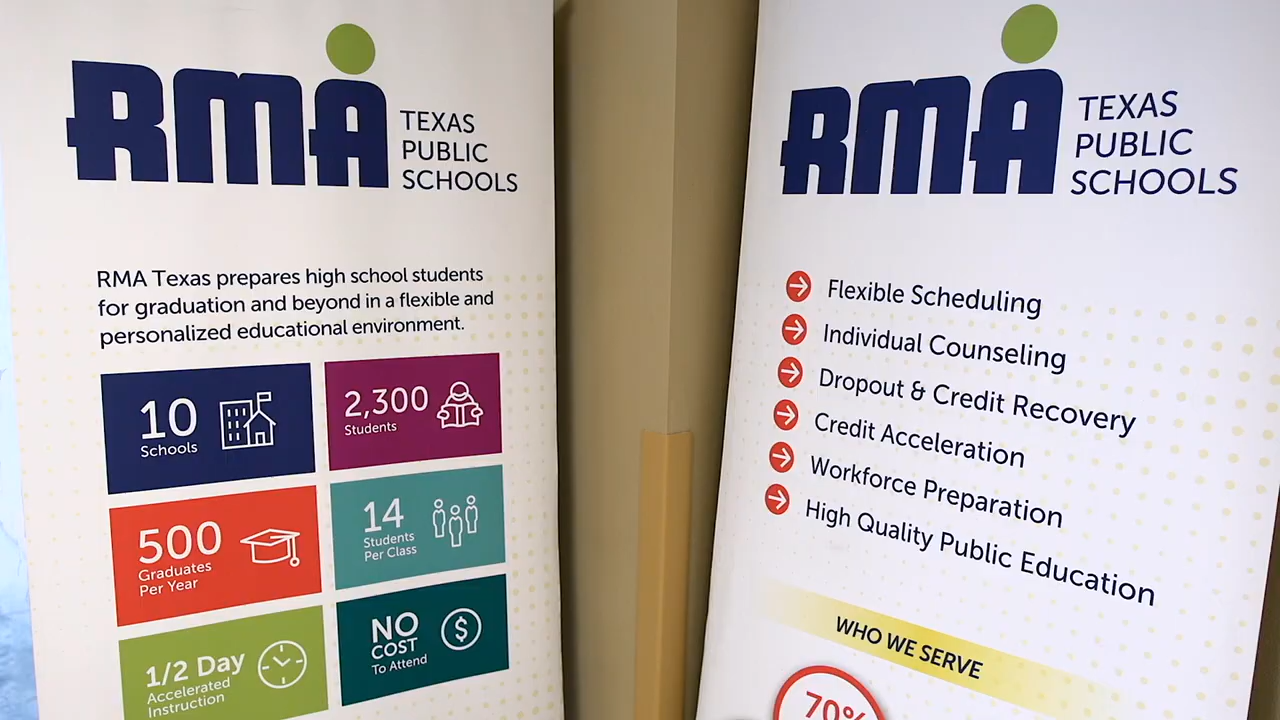 RMA
TEXAS
PUBLIC
SCHOOLS
RMA Texas prepares high school students
for graduation and beyond in a flexible and
personalized educational environment.
10
Schools
2,300
Students
500
Graduates
Per Year
14
Students
Per Class
1/2 Day
Accelerated
Instruction
NO
COST
To Attend
$
RMA
TEXAS
PUBLIC
SCHOOLS
Flexible Scheduling
Individual Counseling
Dropout & Credit Recovery
Credit Acceleration
Workforce Preparation
High Quality Public Education
WHO WE SERVE
70%